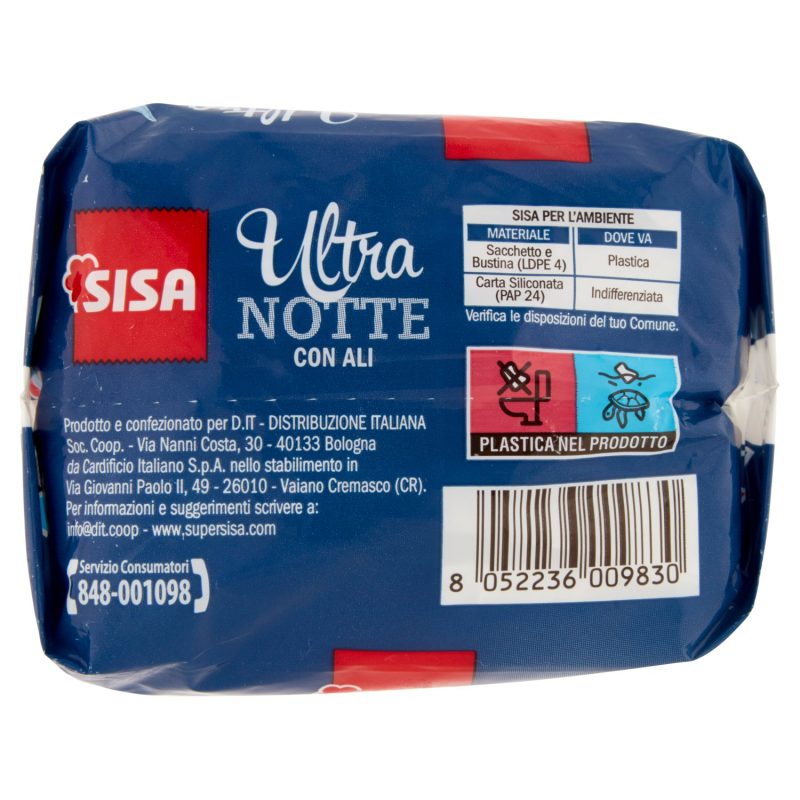 Ultra
SISA
Ultra
NOTTE
CON ALI
SISA PER L'AMBIENTE
MATERIALE DOVE VA
Sacchetto e
Bustina (LDPE 4) Plastica
Carta Siliconata
(PAP 24) Indifferenziata
Verifica le disposizioni del tuo Comune.
PLASTICA NEL PRODOTTO
Prodotto e confezionato per D.IT - DISTRIBUZIONE ITALIANA
Soc. Coop. - Via Nanni Costa, 30 - 40133 Bologna
da Cardificio Italiano S.p.A. nello stabilimento in
Via Giovanni Paolo II, 49 - 26010 - Vaiano Cremasco (CR).
Per informazioni e suggerimenti scrivere a:
info@dit.coop - www.supersisa.com
Servizio Consumatori
848-001098
8 052236 009830